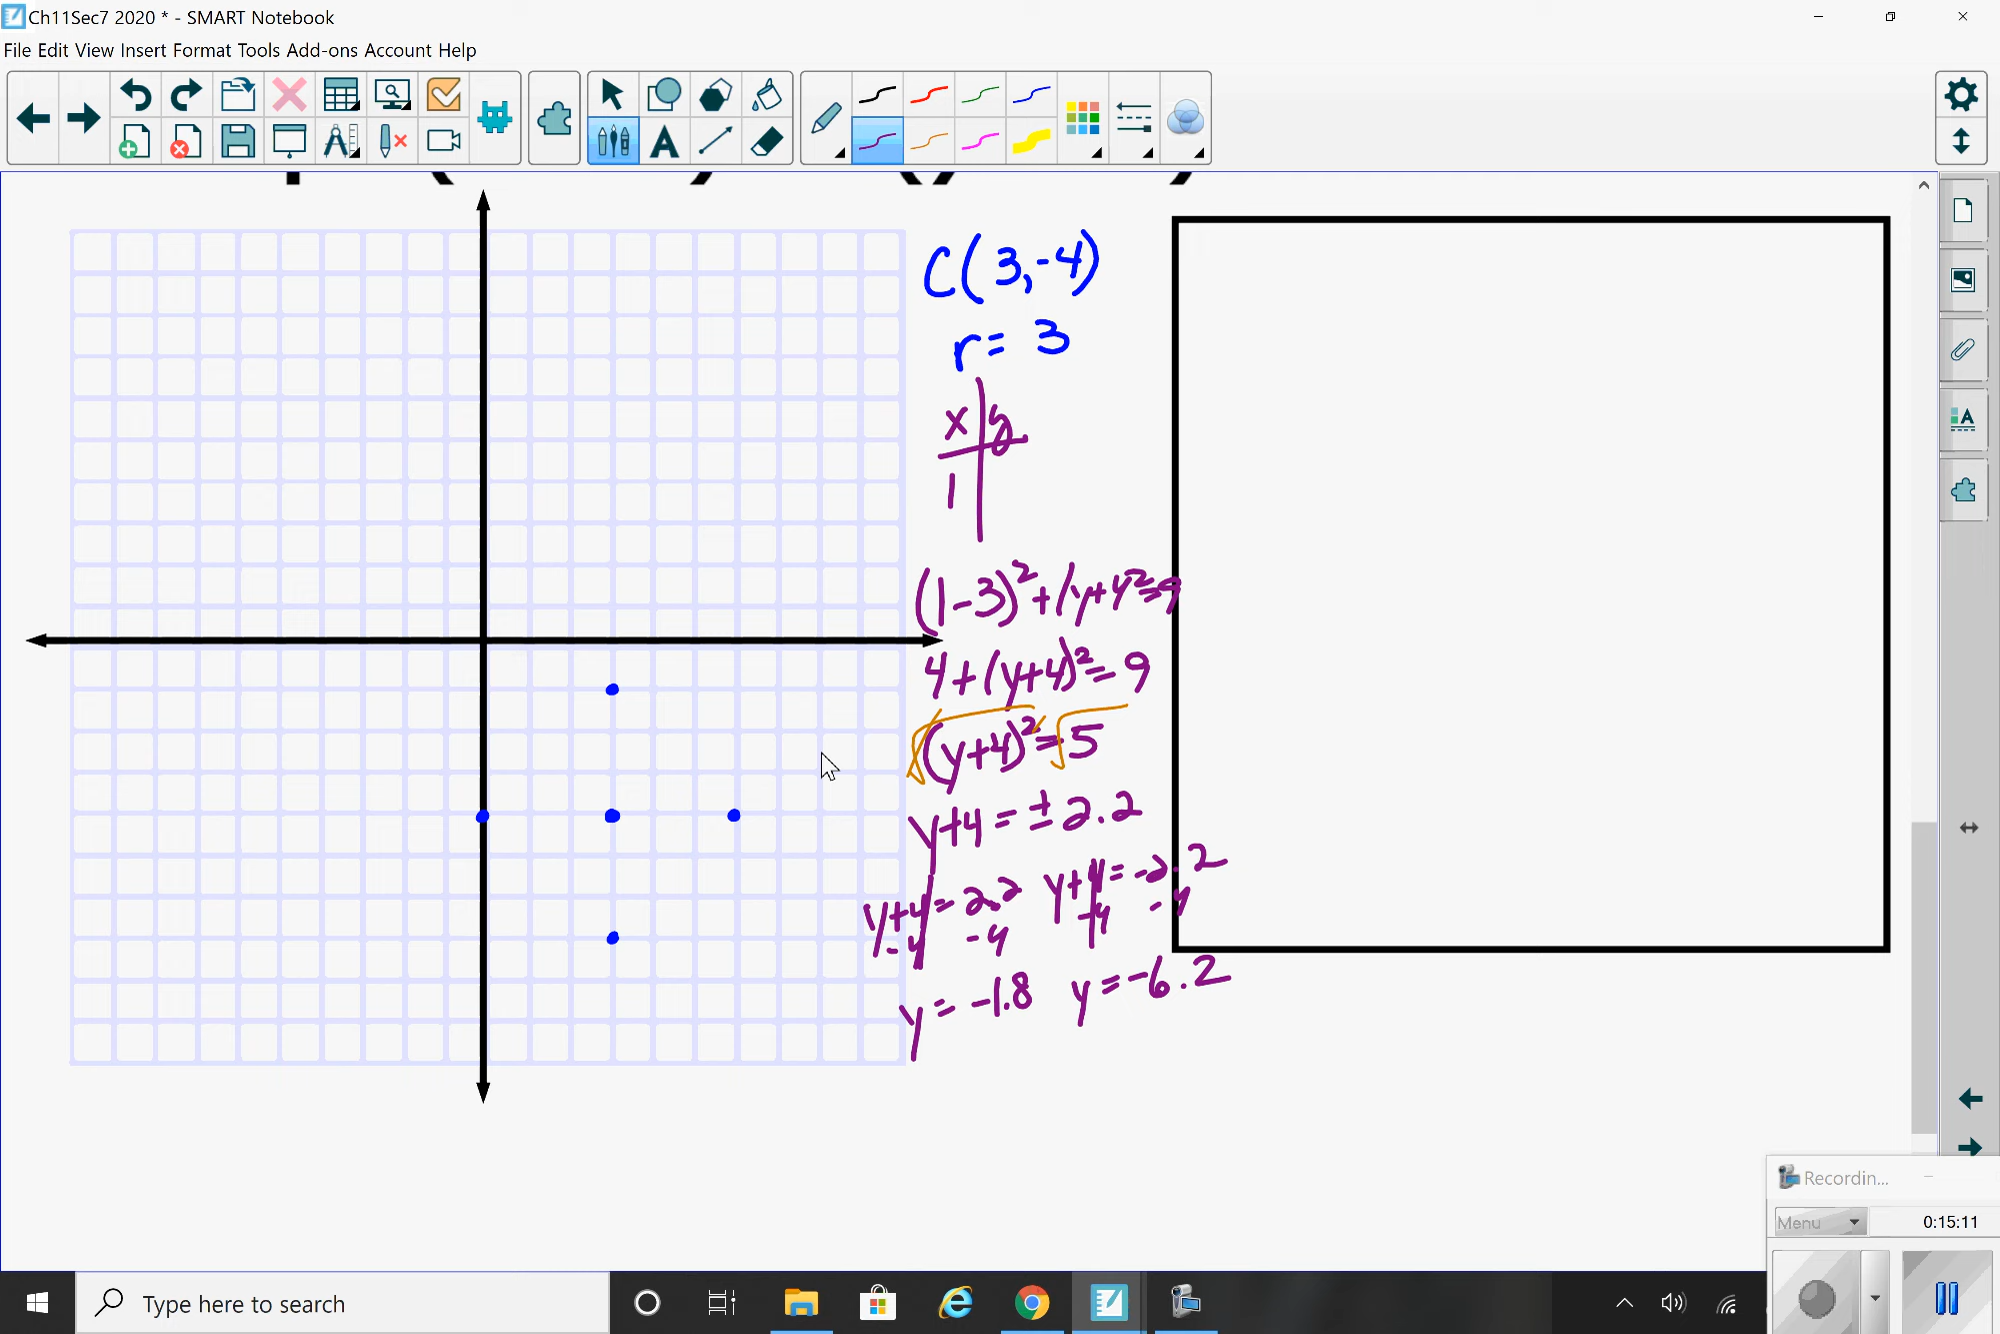 Ch11Sec7 2020 * - SMART Notebook
File Edit View Insert Format Tools Add-ons Account Help
C(3,-4)
r= 3
x y
1
(1-3)²+(y+4²=9
4+(y+4)²=9
√(y+4)²=√5
y+4=±2.2
y+4=2.2 y+4=-2.2
-4 -4 -4 -4
y=-1.8 y=-6.2
Recordin...
Menu 0:15:11
Type here to search